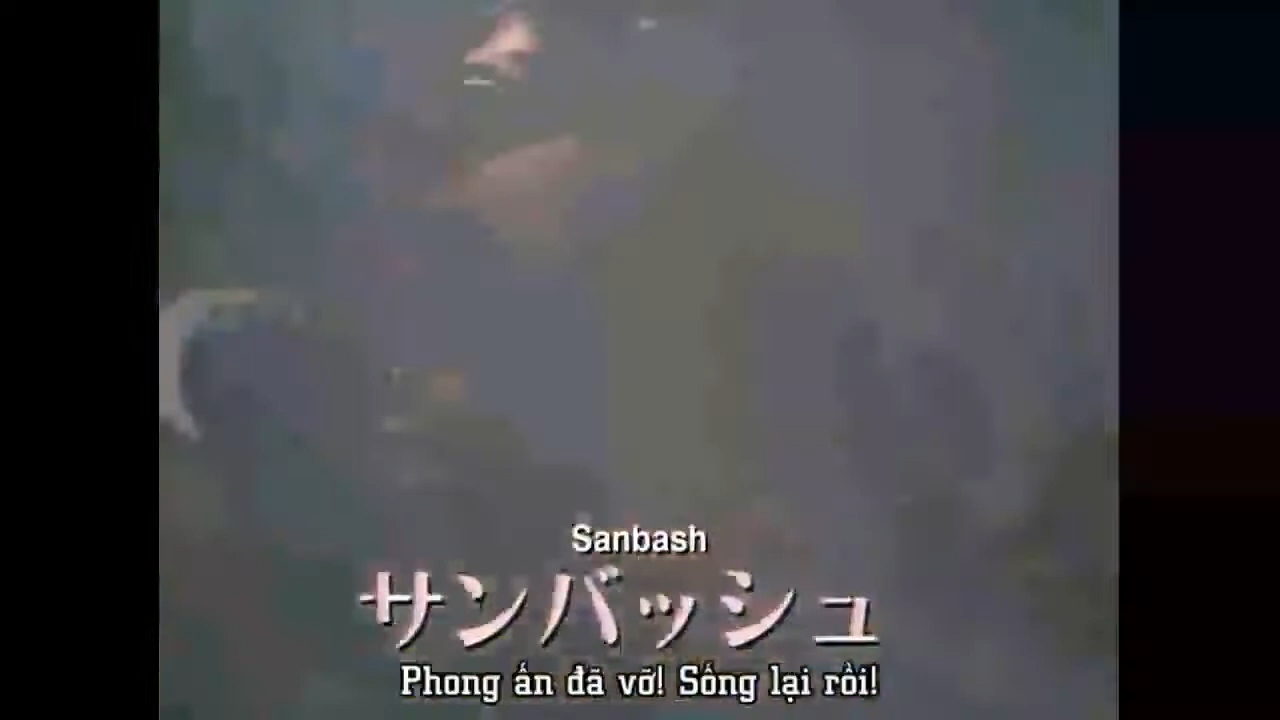 Sanbash
サンバッシュ
Phong ấn đã vỡ! Sống lại rồi!